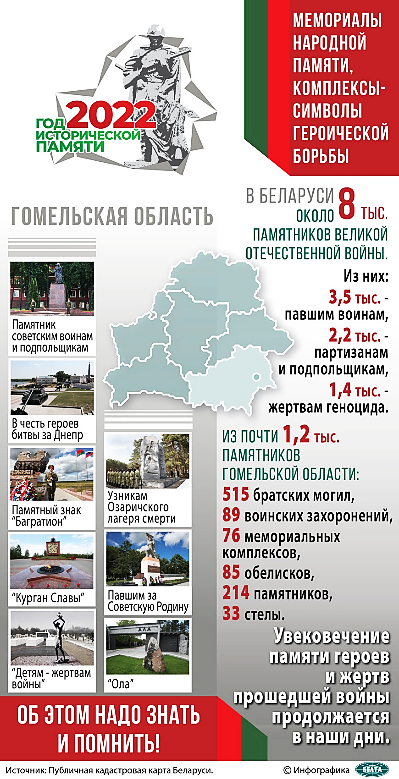 ГОД 2022
ИСТОРИЧЕСКОЙ
ПАМЯТИ
МЕМОРИАЛЫ
НАРОДНОЙ
ПАМЯТИ,
КОМПЛЕКСЫ-
СИМВОЛЫ
ГЕРОИЧЕСКОЙ
БОРЬБЫ
ГОМЕЛЬСКАЯ ОБЛАСТЬ
В БЕЛАРУСИ
ОКОЛО 8 ТЫС.
ПАМЯТНИКОВ ВЕЛИКОЙ
ОТЕЧЕСТВЕННОЙ ВОЙНЫ.
Из них:
3,5 тыс. -
павшим воинам,
2,2 тыс. -
партизанам
и подпольщикам,
1,4 тыс. -
жертвам геноцида.
ИЗ ПОЧТИ 1,2 тыс.
ПАМЯТНИКОВ
ГОМЕЛЬСКОЙ ОБЛАСТИ:
515 братских могил,
89 воинских захоронений,
76 мемориальных
комплексов,
85 обелисков,
214 памятников,
33 стелы.
Увековечение
памяти героев
и жертв
прошедшей войны
продолжается
в наши дни.
Памятник
советским воинам
и подпольщикам
В честь героев
битвы за Днепр
Памятный знак
"Багратион"
"Курган Славы"
"Детям - жертвам
войны"
Узникам
Озаричского
лагеря смерти
Павшим за
Советскую Родину
"Ола"
ОБ ЭТОМ НАДО ЗНАТЬ
И ПОМНИТЬ!
Источник: Публичная кадастровая карта Беларуси.
© Инфографика
БЕЛТА